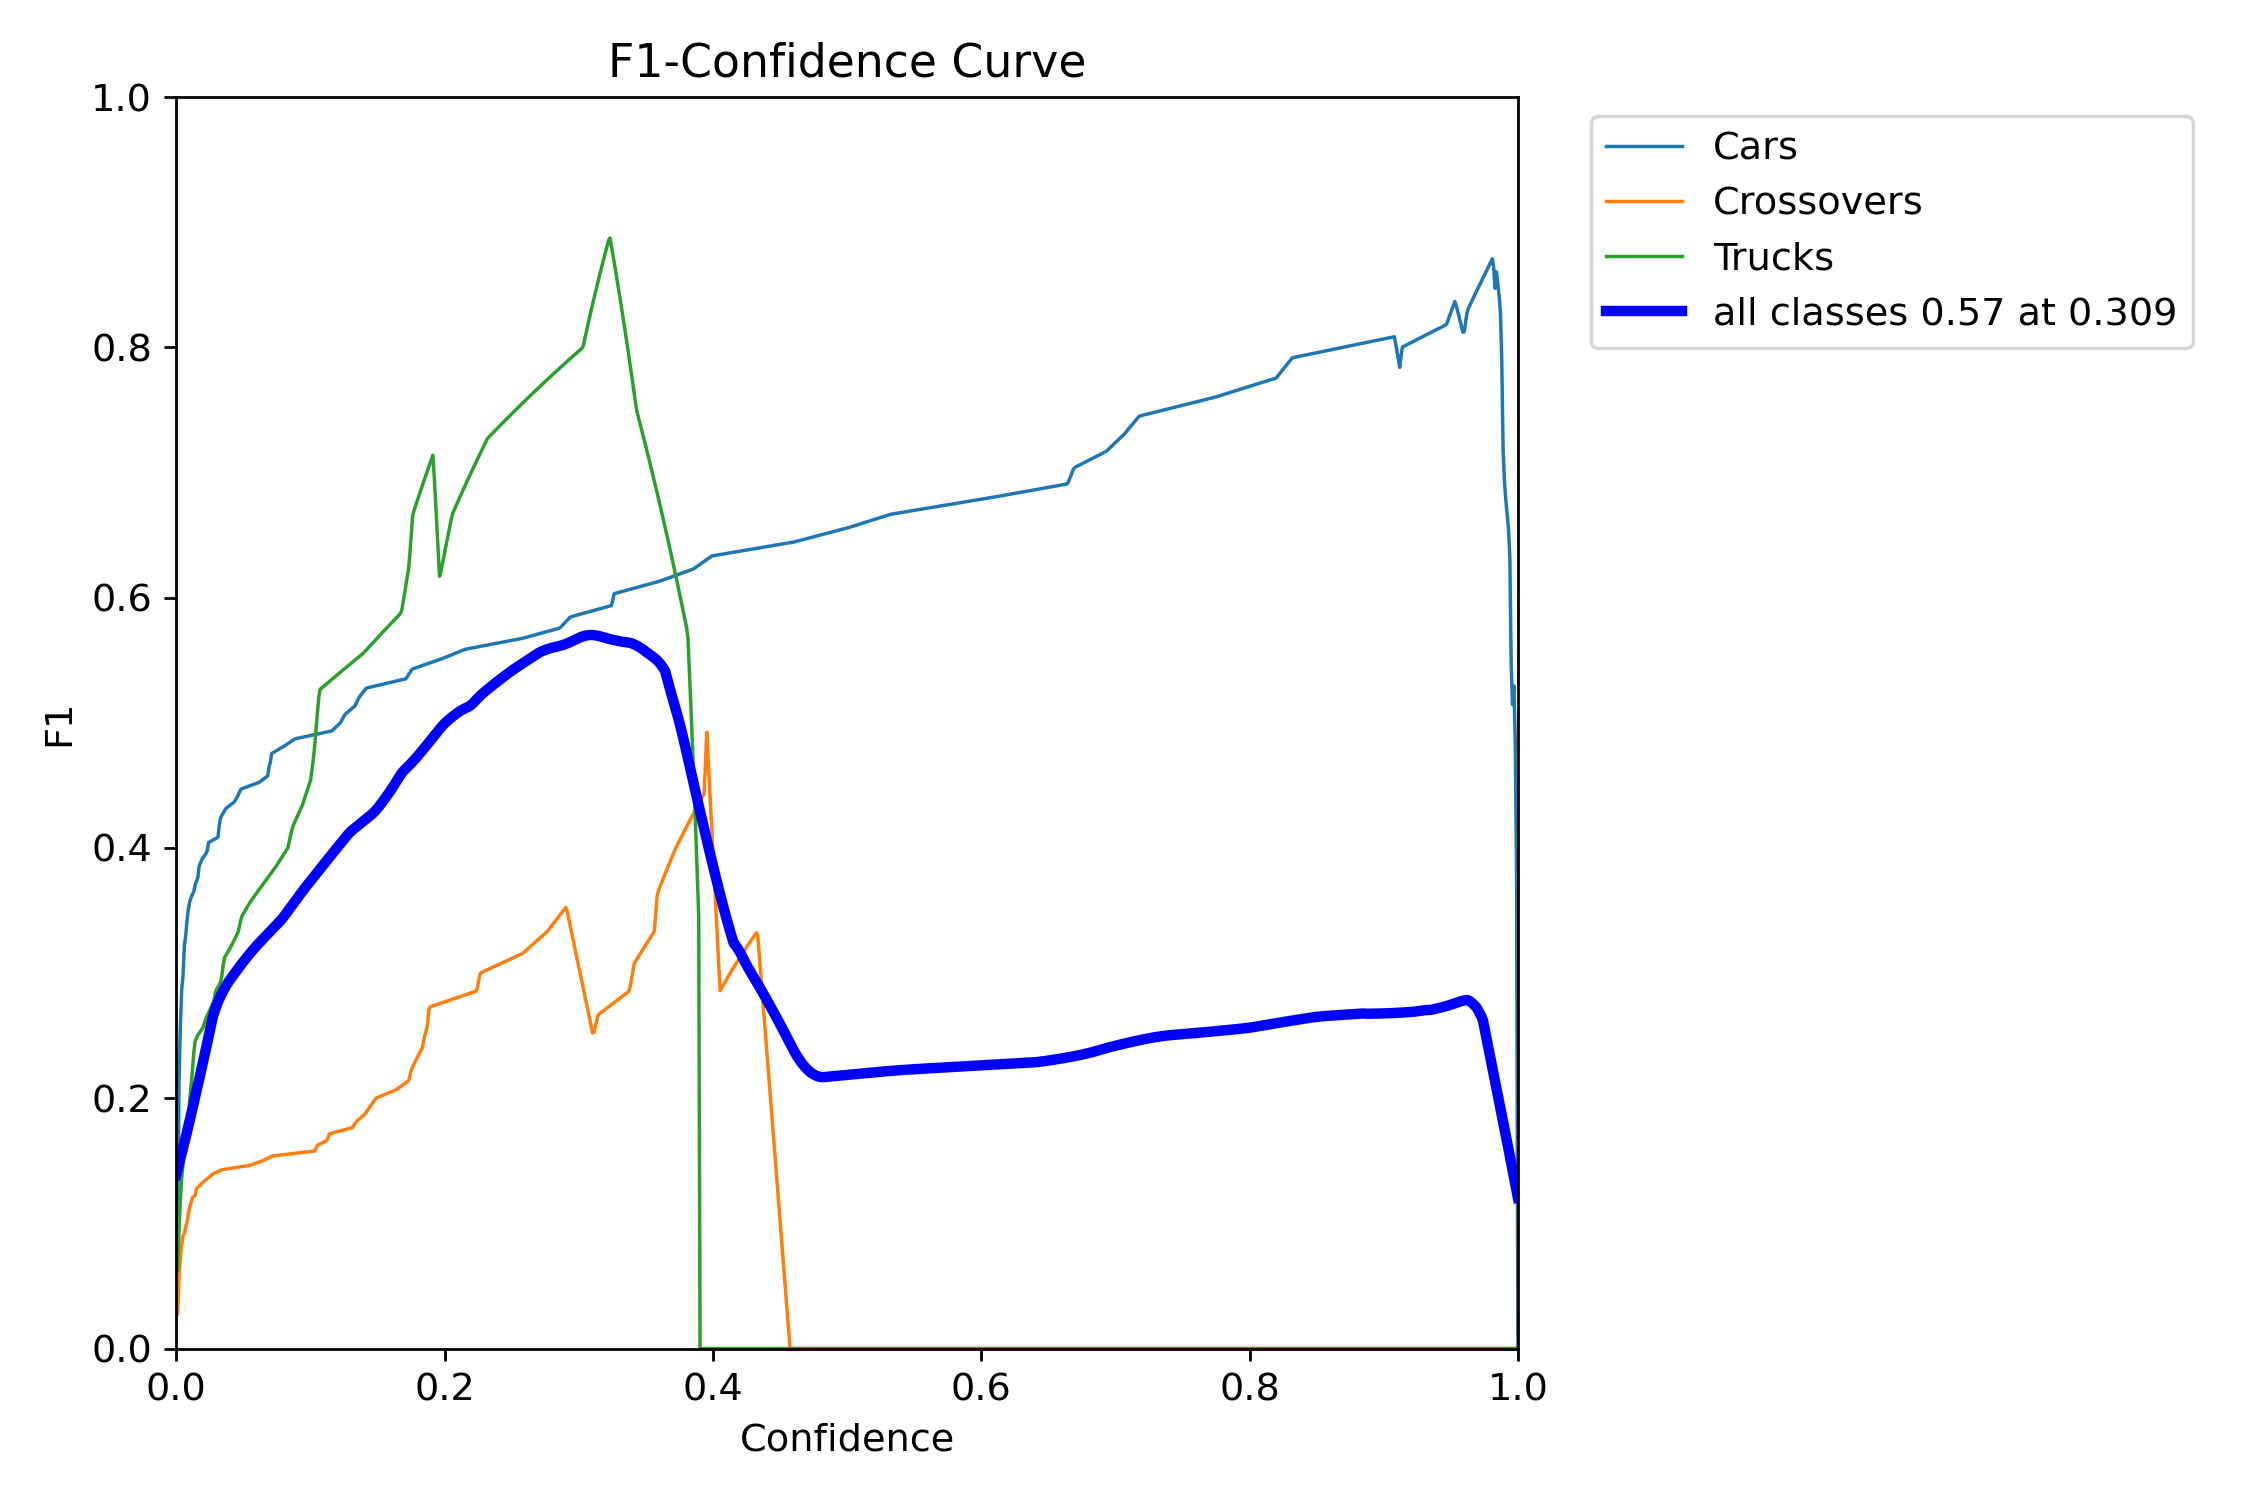 F1-Confidence Curve
1.0
0.8
0.6
0.4
0.2
0.0
F1
0.0 0.2 0.4 0.6 0.8 1.0
Confidence
Cars
Crossovers
Trucks
all classes 0.57 at 0.309